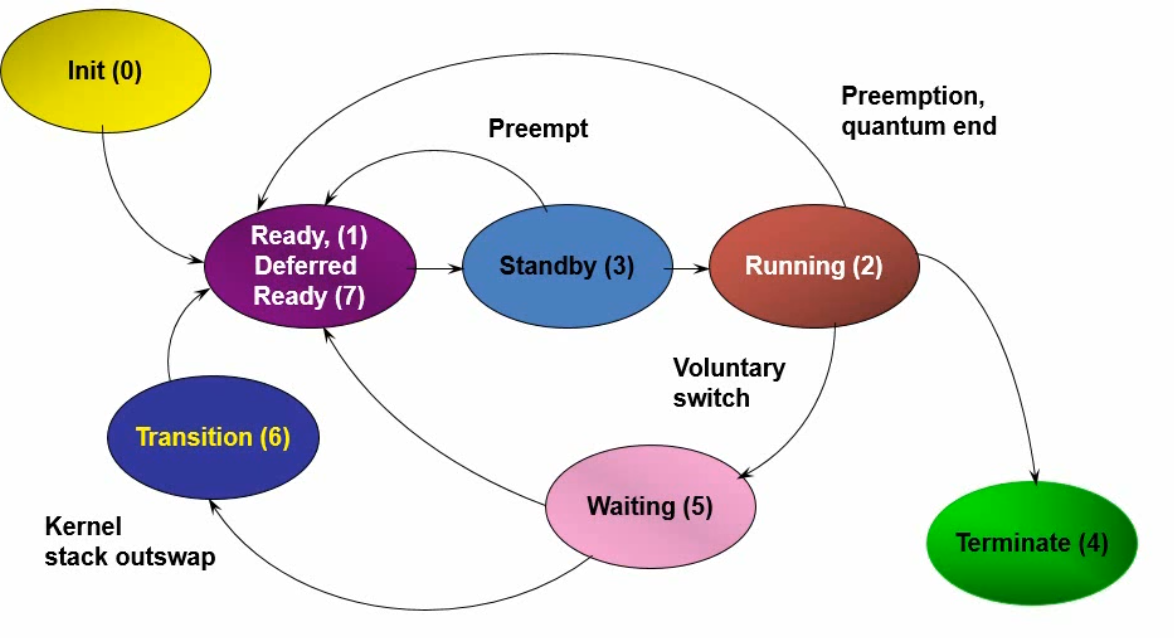 Init (0)
Preemption,
quantum end
Preempt
Ready, (1)
Deferred
Ready (7)
Standby (3)
Running (2)
Voluntary
switch
Transition (6)
Waiting (5)
Kernel
stack outswap
Terminate (4)